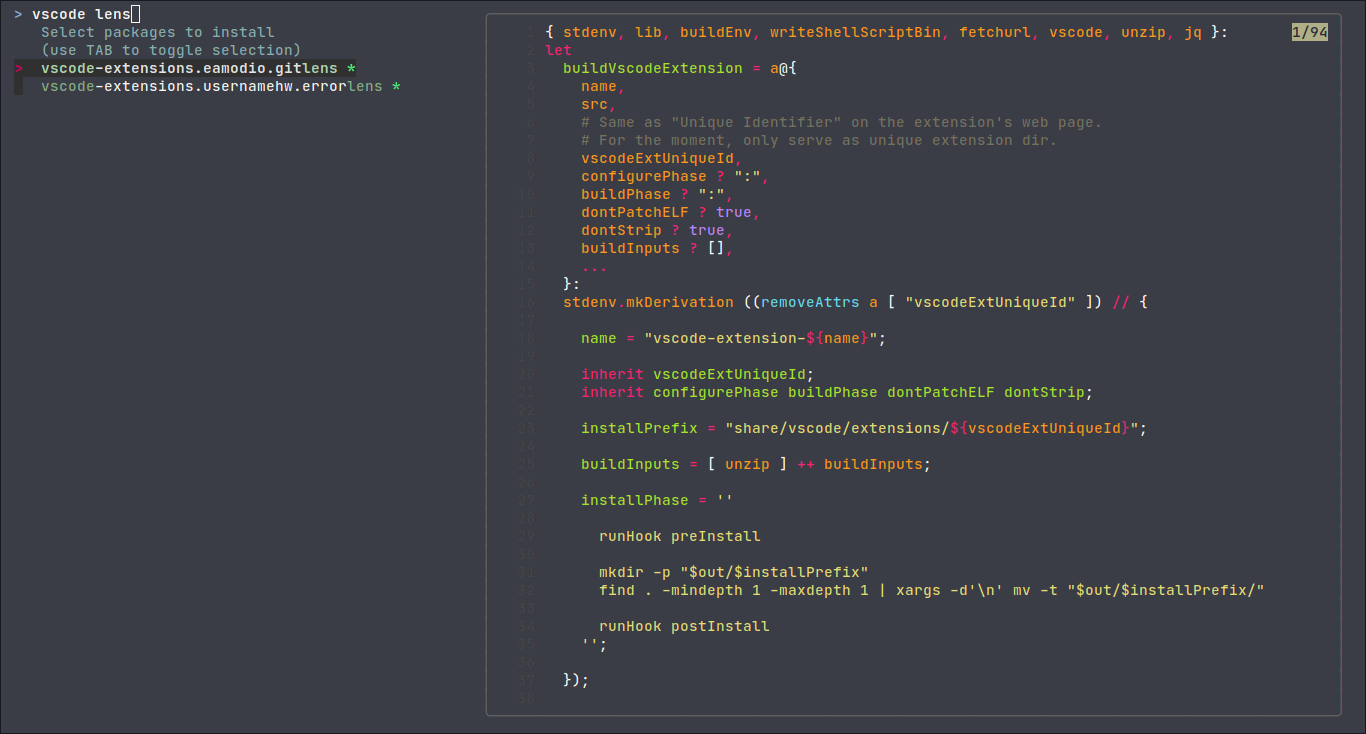 > vscode lens
Select packages to install
(use TAB to toggle selection)
> vscode-extensions.eamodio.gitlens *
vscode-extensions.usernamehw.errorlens *
1/94
1 { stdenv, lib, buildEnv, writeShellScriptBin, fetchurl, vscode, unzip, jq }:
2 let
3   buildVscodeExtension = a@{
4     name,
5     src,
6     # Same as "Unique Identifier" on the extension's web page.
7     # For the moment, only serve as unique extension dir.
8     vscodeExtUniqueId,
9     configurePhase ? ":",
10     buildPhase ? ":",
11     dontPatchELF ? true,
12     dontStrip ? true,
13     buildInputs ? [],
14     ...
15   }:
16   stdenv.mkDerivation ((removeAttrs a [ "vscodeExtUniqueId" ]) // {
17
18     name = "vscode-extension-${name}";
19
20     inherit vscodeExtUniqueId;
21     inherit configurePhase buildPhase dontPatchELF dontStrip;
22
23     installPrefix = "share/vscode/extensions/${vscodeExtUniqueId}";
24
25     buildInputs = [ unzip ] ++ buildInputs;
26
27     installPhase = ''
28
29       runHook preInstall
30
31       mkdir -p "$out/$installPrefix"
32       find . -mindepth 1 -maxdepth 1 | xargs -d'\n' mv -t "$out/$installPrefix/"
33
34       runHook postInstall
35     '';
36
37   });
38